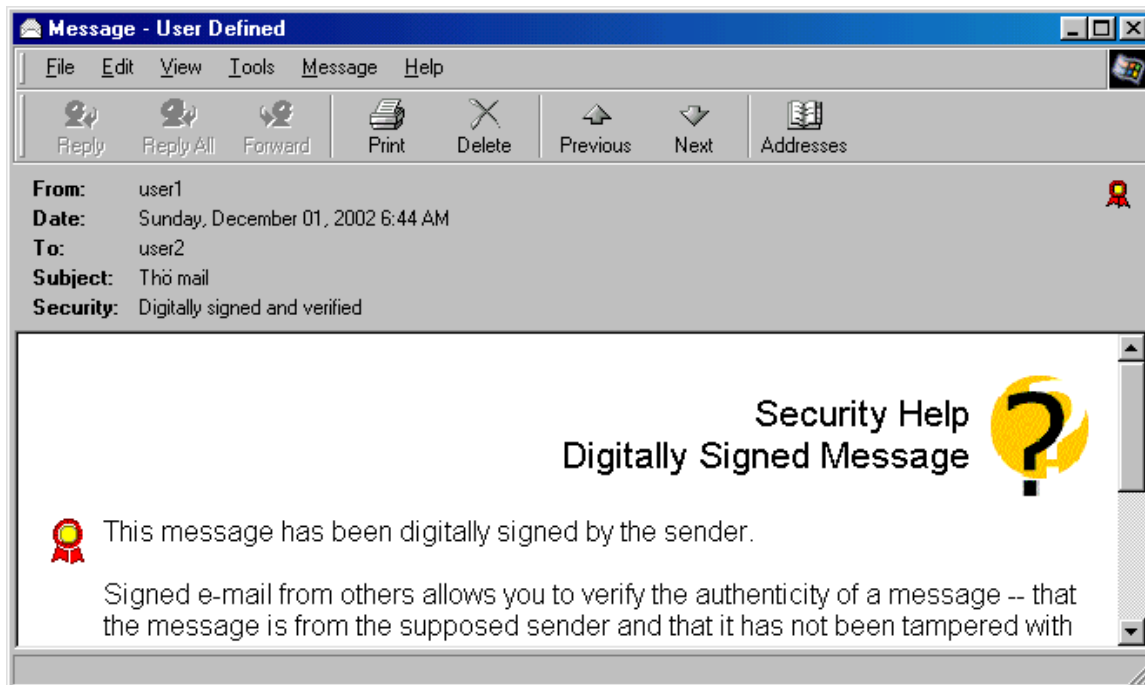 Message - User Defined
File Edit View Tools Message Help
Reply Reply All Forward Print Delete Previous Next Addresses
From: user1
Date: Sunday, December 01, 2002 6:44 AM
To: user2
Subject: Thö mail
Security: Digitally signed and verified
Security Help
Digitally Signed Message
This message has been digitally signed by the sender.
Signed e-mail from others allows you to verify the authenticity of a message -- that
the message is from the supposed sender and that it has not been tampered with